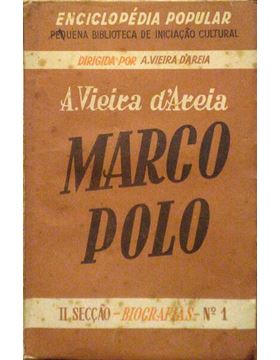 ENCICLOPÉDIA POPULAR
PEQUENA BIBLIOTECA DE INICIAÇÃO CULTURAL
DIRIGIDA POR A.VIEIRA D'AREIA
A.Vieira d'Areia
MARCO
POLO
II SECÇÃO - BIOGRAFIAS - Nº 1